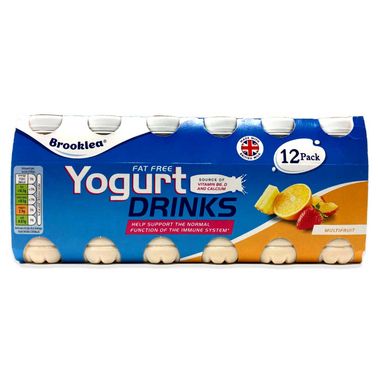 Brooklea®
12 Pack
FAT FREE
Yogurt
DRINKS
SOURCE OF
VITAMIN B6, D
AND CALCIUM
HELP SUPPORT THE NORMAL
FUNCTION OF THE IMMUNE SYSTEM*
MULTIFRUIT